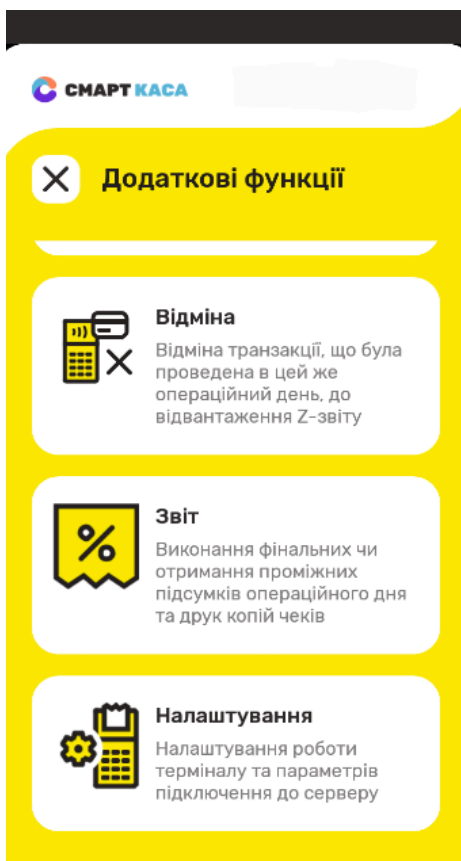 СМАРТ КАСА
Додаткові функції
Відміна
Відміна транзакції, що була
проведена в цей же
операційний день, до
відвантаження Z-звіту
Звіт
Виконання фінальних чи
отримання проміжних
підсумків операційного дня
та друк копій чеків
Налаштування
Налаштування роботи
терміналу та параметрів
підключення до серверу